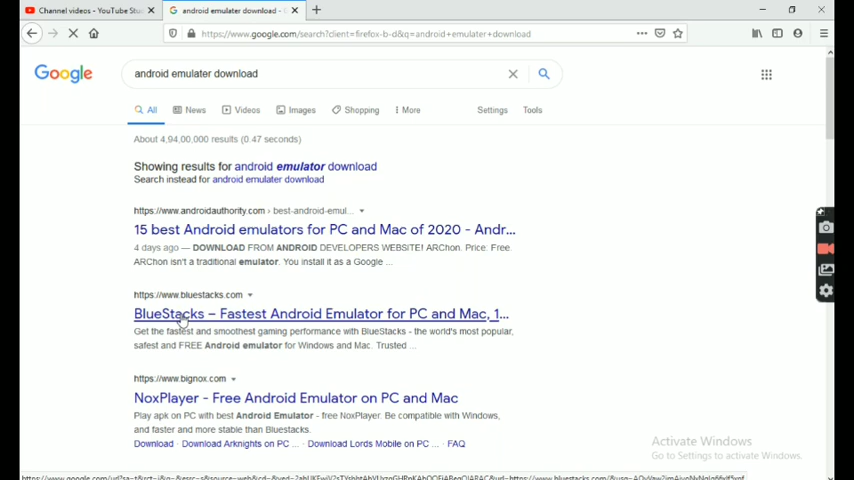 Channel videos - YouTube Stu
android emulater download -
https://www.google.com/search?client=firefox-b-d&q=android+emulater+download
Google
android emulater download
All
News
Videos
Images
Shopping
More
Settings
Tools
About 4,94,00,000 results (0.47 seconds)
Showing results for android emulator download
Search instead for android emulater download
https://www.androidauthority.com › best-android-emul...
15 best Android emulators for PC and Mac of 2020 - Andr...
4 days ago — DOWNLOAD FROM ANDROID DEVELOPERS WEBSITE! ARChon. Price: Free.
ARChon isn't a traditional emulator. You install it as a Google ...
https://www.bluestacks.com
BlueStacks – Fastest Android Emulator for PC and Mac, 1...
Get the fastest and smoothest gaming performance with BlueStacks - the world's most popular,
safest and FREE Android emulator for Windows and Mac. Trusted ...
https://www.bignox.com
NoxPlayer - Free Android Emulator on PC and Mac
Play apk on PC with best Android Emulator - free NoxPlayer. Be compatible with Windows,
and faster and more stable than Bluestacks.
Download · Download Arknights on PC ... · Download Lords Mobile on PC ... · FAQ
Activate Windows
Go to Settings to activate Windows.